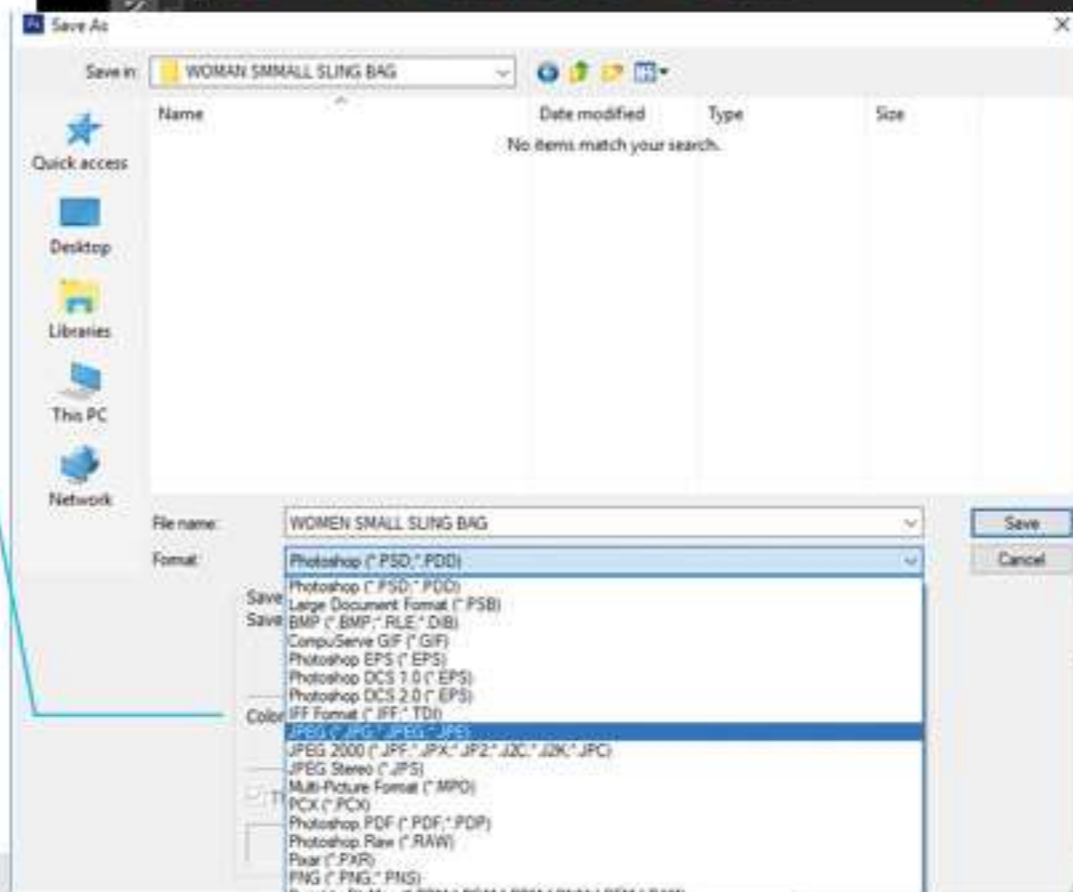 Ps Save As
Save in: WOMAN SMMALL SLING BAG
Name Date modified Type Size
No items match your search.
Quick access
Desktop
Libraries
This PC
Network
File name: WOMEN SMALL SLING BAG Save
Format: Photoshop (*.PSD;*.PDD) Cancel
Photoshop (*.PSD;*.PDD)
Save Large Document Format (*.PSB)
Save BMP (*.BMP;*.RLE;*.DIB)
CompuServe GIF (*.GIF)
Photoshop EPS (*.EPS)
Photoshop DCS 1.0 (*.EPS)
Photoshop DCS 2.0 (*.EPS)
Color IFF Format (*.IFF;*.TDI)
JPEG (*.JPG;*.JPEG;*.JPE)
JPEG 2000 (*.JPF;*.JPX;*.JP2;*.J2C;*.J2K;*.JPC)
JPEG Stereo (*.JPS)
Multi-Picture Format (*.MPO)
PCX (*.PCX)
Photoshop PDF (*.PDF;*.PDP)
Photoshop Raw (*.RAW)
Pixar (*.PXR)
PNG (*.PNG;*.PNS)